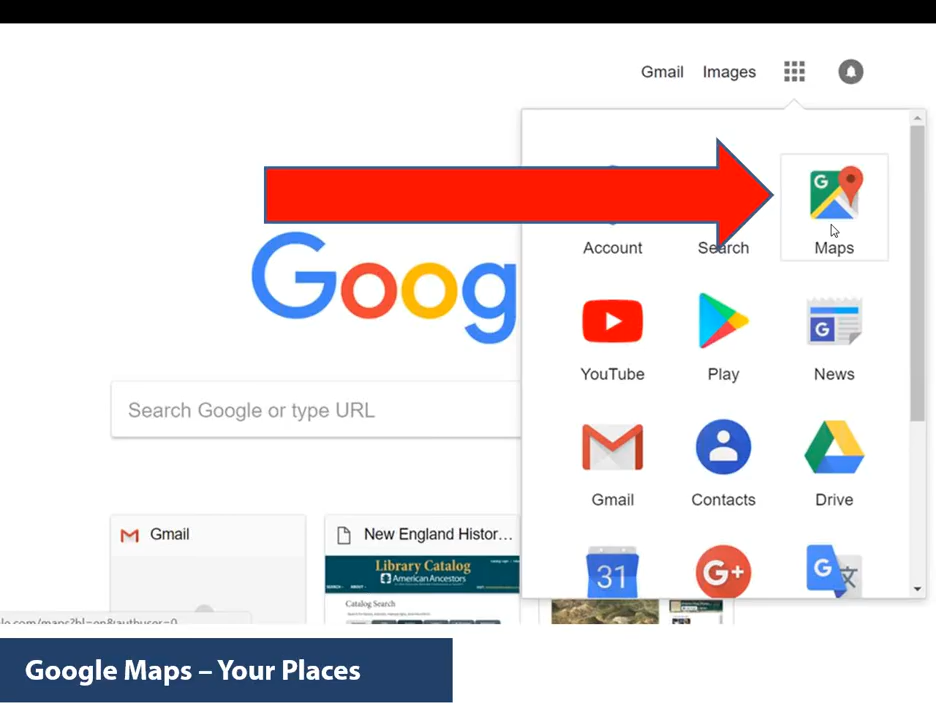 Gmail Images
Account Search Maps
Goog
YouTube Play News
Search Google or type URL
Gmail Contacts Drive
Gmail
New England Histor...
Library Catalog
American Ancestors
Catalog Search
31 G+ G
Google Maps – Your Places